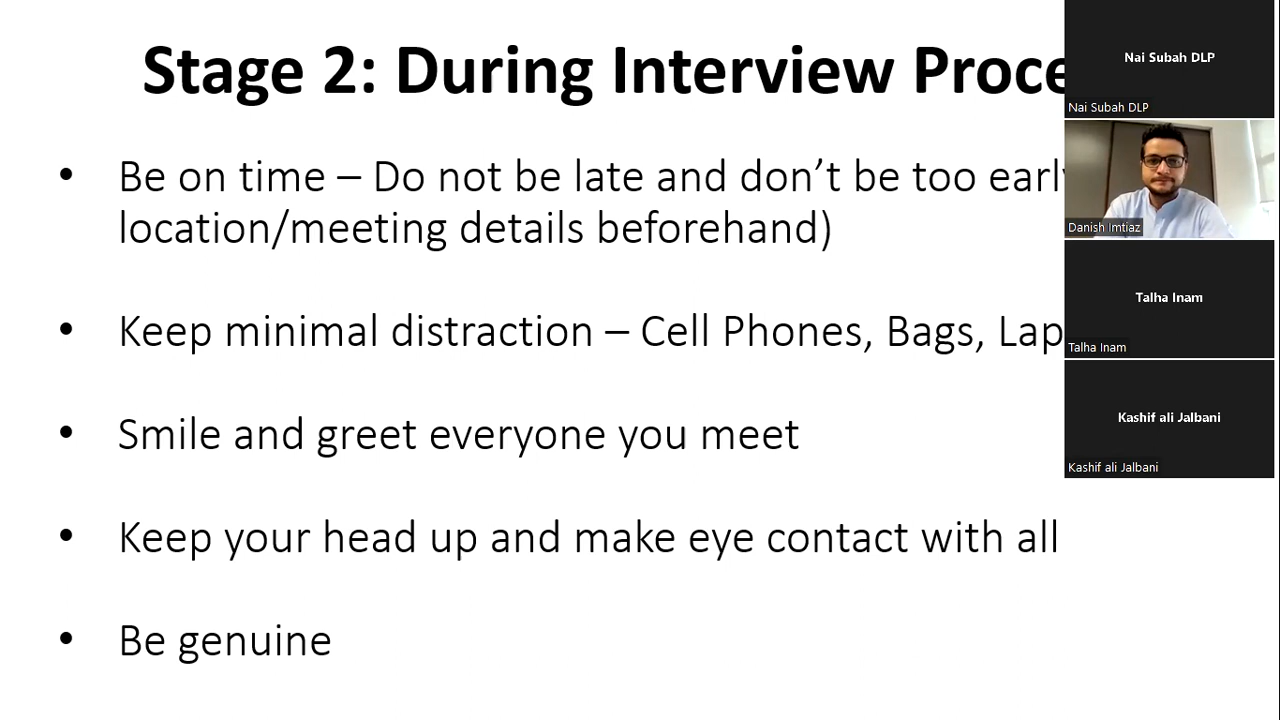 Stage 2: During Interview Proce
• Be on time – Do not be late and don’t be too early
location/meeting details beforehand)
• Keep minimal distraction – Cell Phones, Bags, Lap
• Smile and greet everyone you meet
• Keep your head up and make eye contact with all
• Be genuine
Nai Subah DLP
Nai Subah DLP
Danish Imtiaz
Talha Inam
Talha Inam
Kashif ali Jalbani
Kashif ali Jalbani